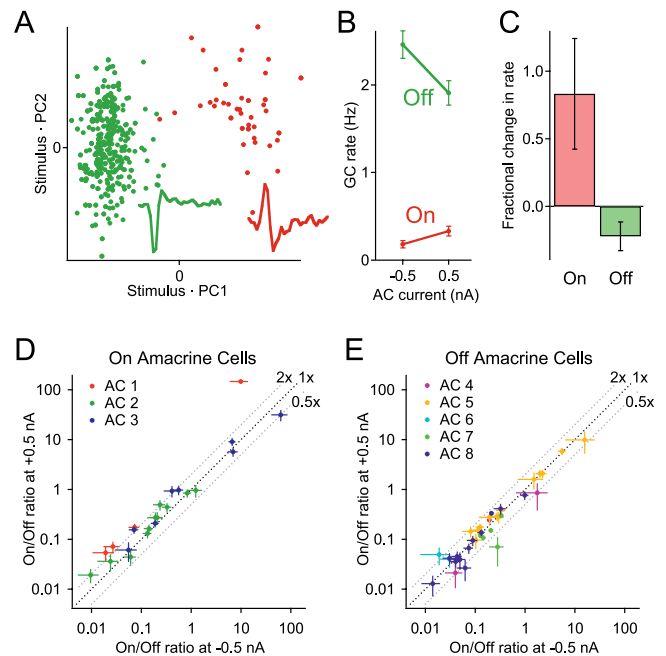 A
Stimulus · PC2
0
0
Stimulus · PC1
B
GC rate (Hz)
2
1
0
Off
On
-0.5
0.5
AC current (nA)
C
Fractional change in rate
1.0
0.5
0.0
On
Off
D
On Amacrine Cells
2x 1x
0.5x
AC 1
AC 2
AC 3
On/Off ratio at +0.5 nA
100
10
1
0.1
0.01
0.01
0.1
1
10
100
On/Off ratio at -0.5 nA
E
Off Amacrine Cells
2x 1x
0.5x
AC 4
AC 5
AC 6
AC 7
AC 8
On/Off ratio at +0.5 nA
100
10
1
0.1
0.01
0.01
0.1
1
10
100
On/Off ratio at -0.5 nA